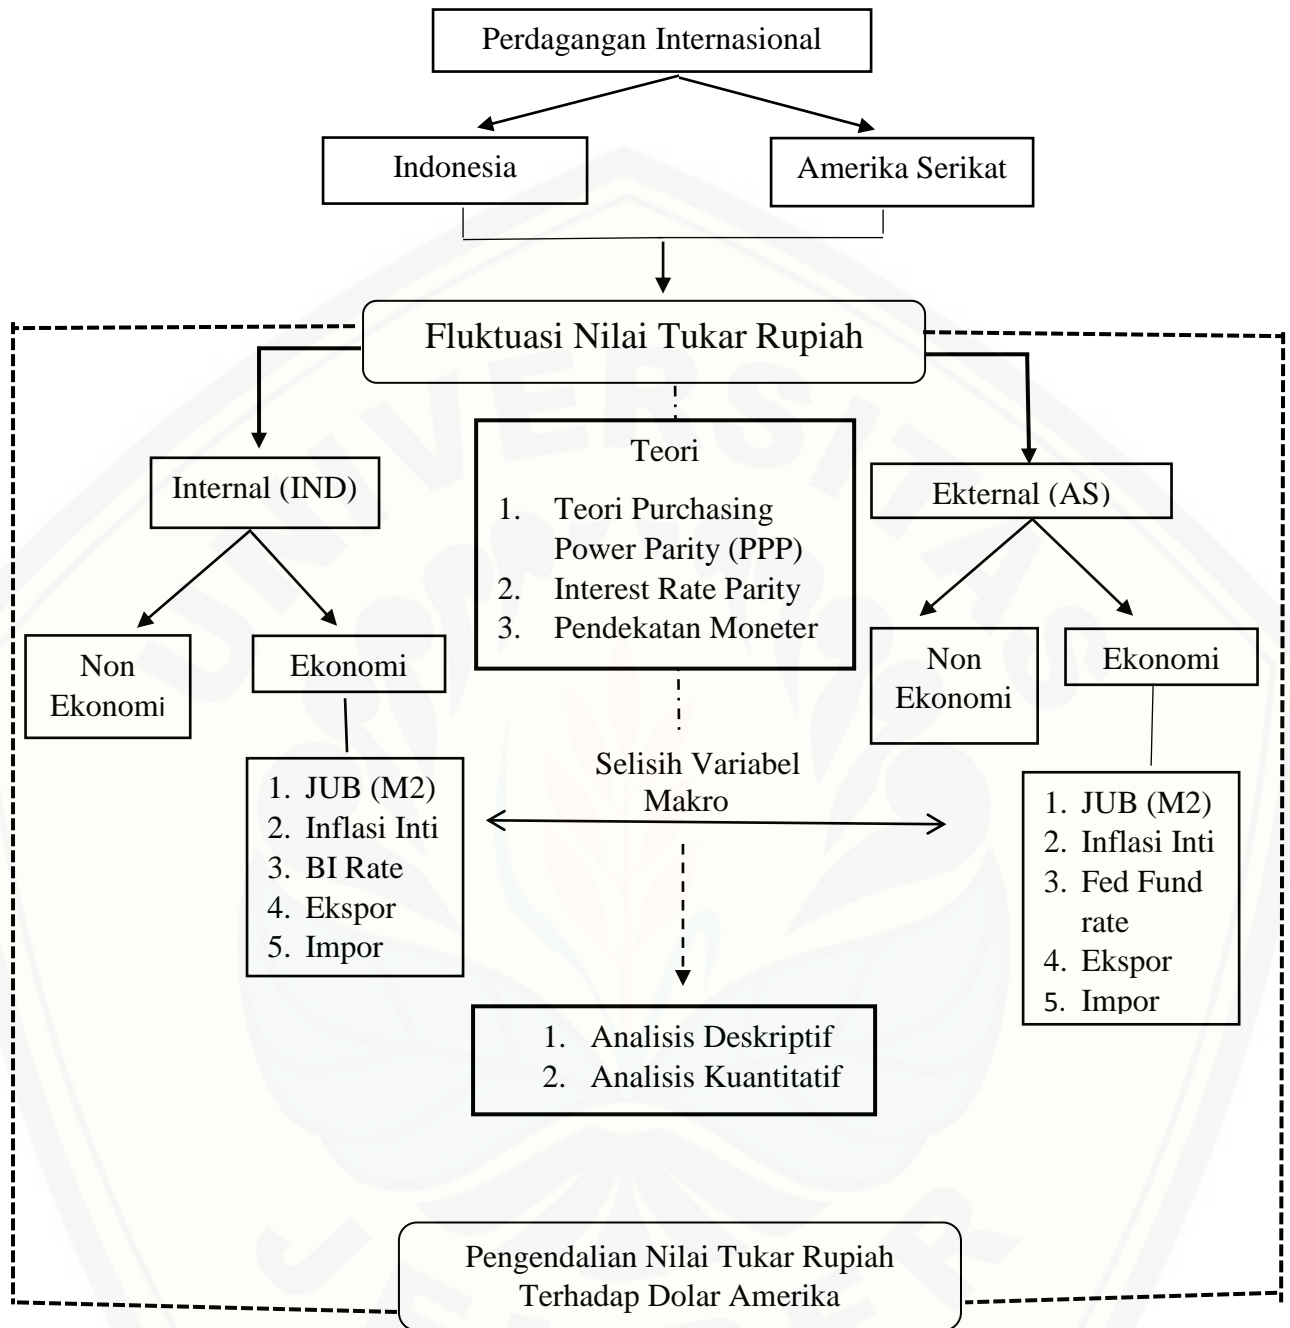 Perdagangan Internasional
Indonesia
Amerika Serikat
Fluktuasi Nilai Tukar Rupiah
Internal (IND)
Teori
1. Teori Purchasing
Power Parity (PPP)
2. Interest Rate Parity
3. Pendekatan Moneter
Ekternal (AS)
Non
Ekonomi
Ekonomi
Non
Ekonomi
Ekonomi
1. JUB (M2)
2. Inflasi Inti
3. BI Rate
4. Ekspor
5. Impor
Selisih Variabel
Makro
1. JUB (M2)
2. Inflasi Inti
3. Fed Fund
rate
4. Ekspor
5. Impor
1. Analisis Deskriptif
2. Analisis Kuantitatif
Pengendalian Nilai Tukar Rupiah
Terhadap Dolar Amerika
UNIVERSITAS
JEMBER